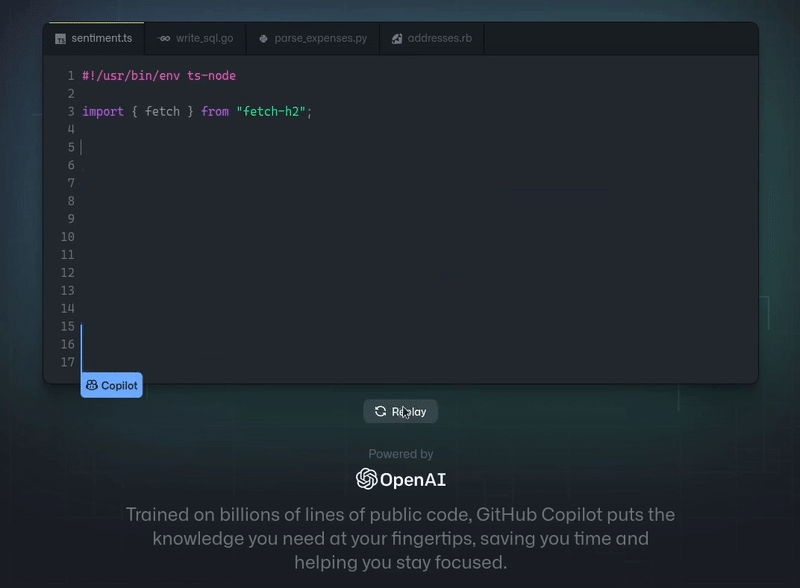 sentiment.ts
write_sql.go
parse_expenses.py
addresses.rb
1 #!/usr/bin/env ts-node
2
3 import { fetch } from "fetch-h2";
4
5
6
7
8
9
10
11
12
13
14
15
16
17
Copilot
Replay
Powered by
OpenAI
Trained on billions of lines of public code, GitHub Copilot puts the
knowledge you need at your fingertips, saving you time and
helping you stay focused.